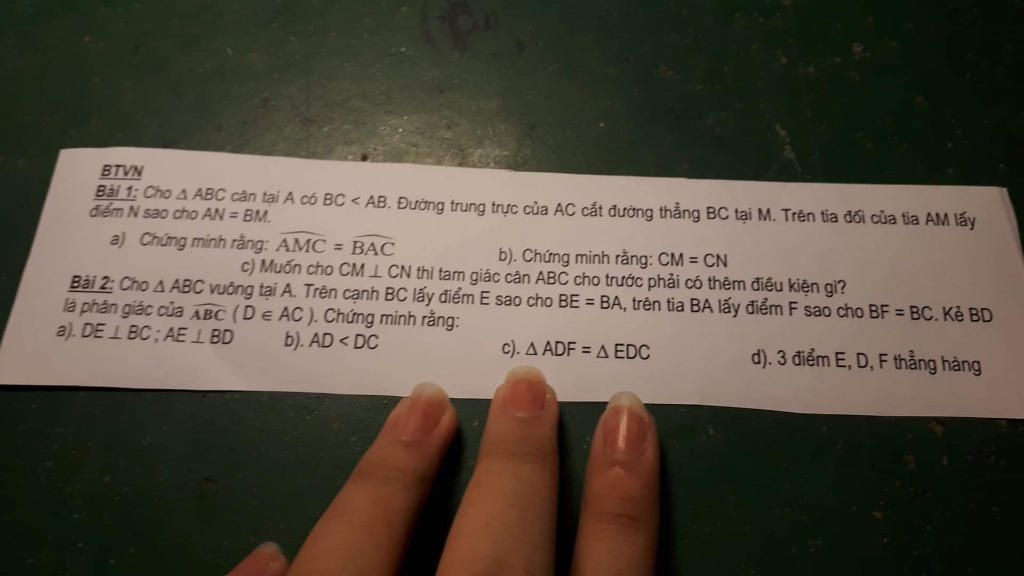 BTVN
Bài 1: Cho Δ ABC cân tại A có BC < AB. Đường trung trực của AC cắt đường thẳng BC tại M. Trên tia đối của tia AM lấy
điểm N sao cho AN = BM.
a) Chứng minh rằng: AMC = BAC b). Chứng minh rằng: CM = CN
c) Muốn cho CM ⊥ CN thì tam giác cân ABC cho trước phải có thêm điều kiện gì?
Bài 2: Cho Δ ABC vuông tại A. Trên cạnh BC lấy điểm E sao cho BE = BA, trên tia BA lấy điểm F sao cho BF = BC. Kẻ BD
là phân giác của ABC ( D ∈ AC ). Chứng minh rằng:
a). DE ⊥ BC ; AE ⊥ BD b). AD < DC c). Δ ADF = Δ EDC d). 3 điểm E, D, F thẳng hàng